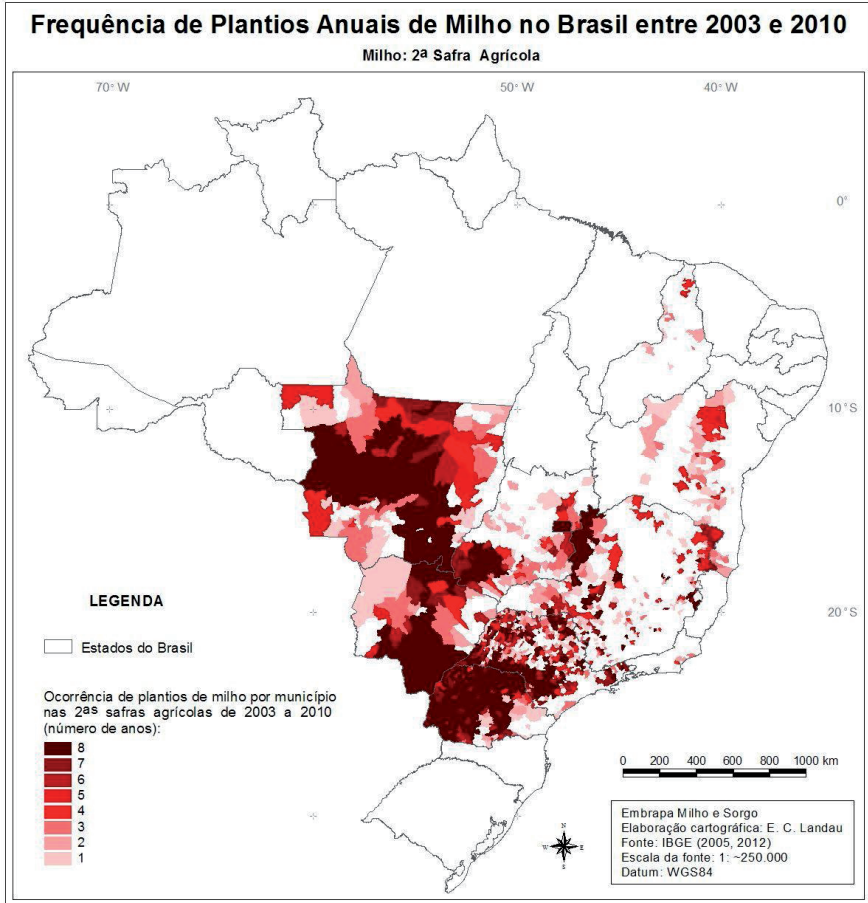 Frequência de Plantios Anuais de Milho no Brasil entre 2003 e 2010
Milho: 2ª Safra Agrícola
70° W
50° W
40° W
0°
10°S
20°S
LEGENDA
Estados do Brasil
Ocorrência de plantios de milho por município
nas 2ªs safras agrícolas de 2003 a 2010
(número de anos):
8
7
6
5
4
3
2
1
0 200 400 600 800 1000 km
N
W E
S
Embrapa Milho e Sorgo
Elaboração cartográfica: E. C. Landau
Fonte: IBGE (2005, 2012)
Escala da fonte: 1: ~250.000
Datum: WGS84